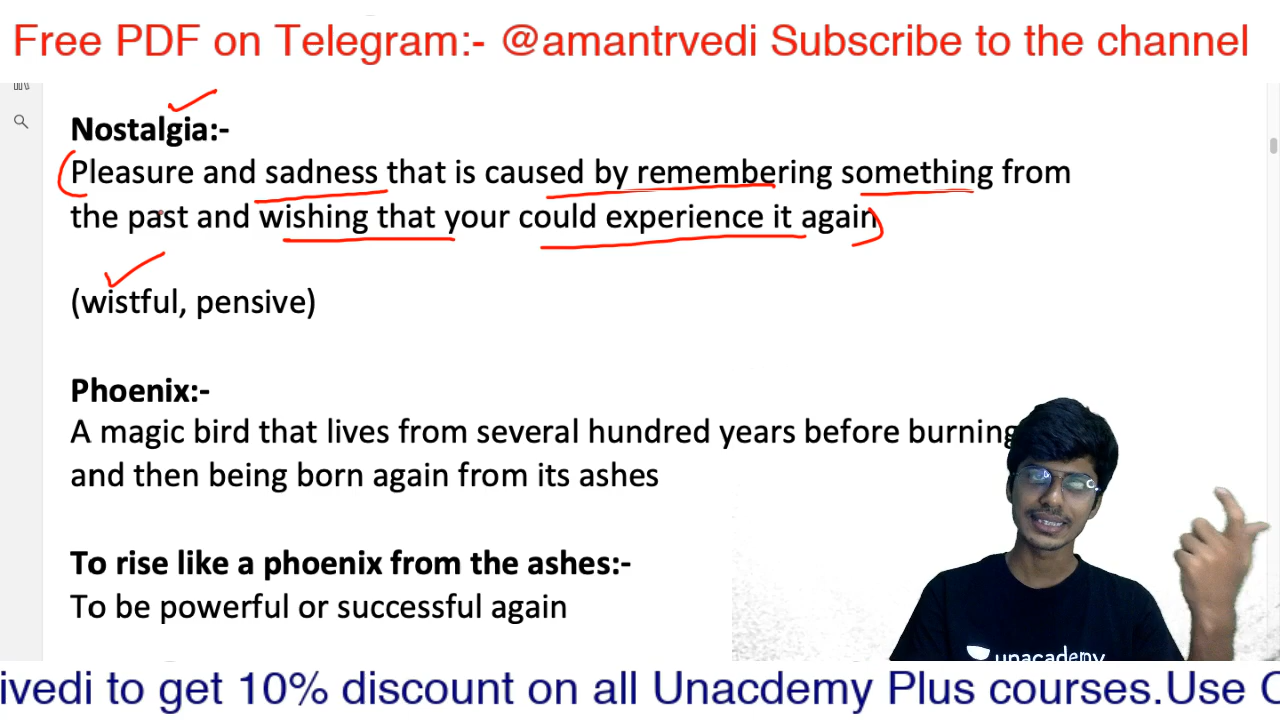 Free PDF on Telegram:- @amantrvedi Subscribe to the channel
Nostalgia:-
Pleasure and sadness that is caused by remembering something from
the past and wishing that your could experience it again
(wistful, pensive)
Phoenix:-
A magic bird that lives from several hundred years before burning
and then being born again from its ashes
To rise like a phoenix from the ashes:-
To be powerful or successful again
unacademy
ivedi to get 10% discount on all Unacdemy Plus courses.Use